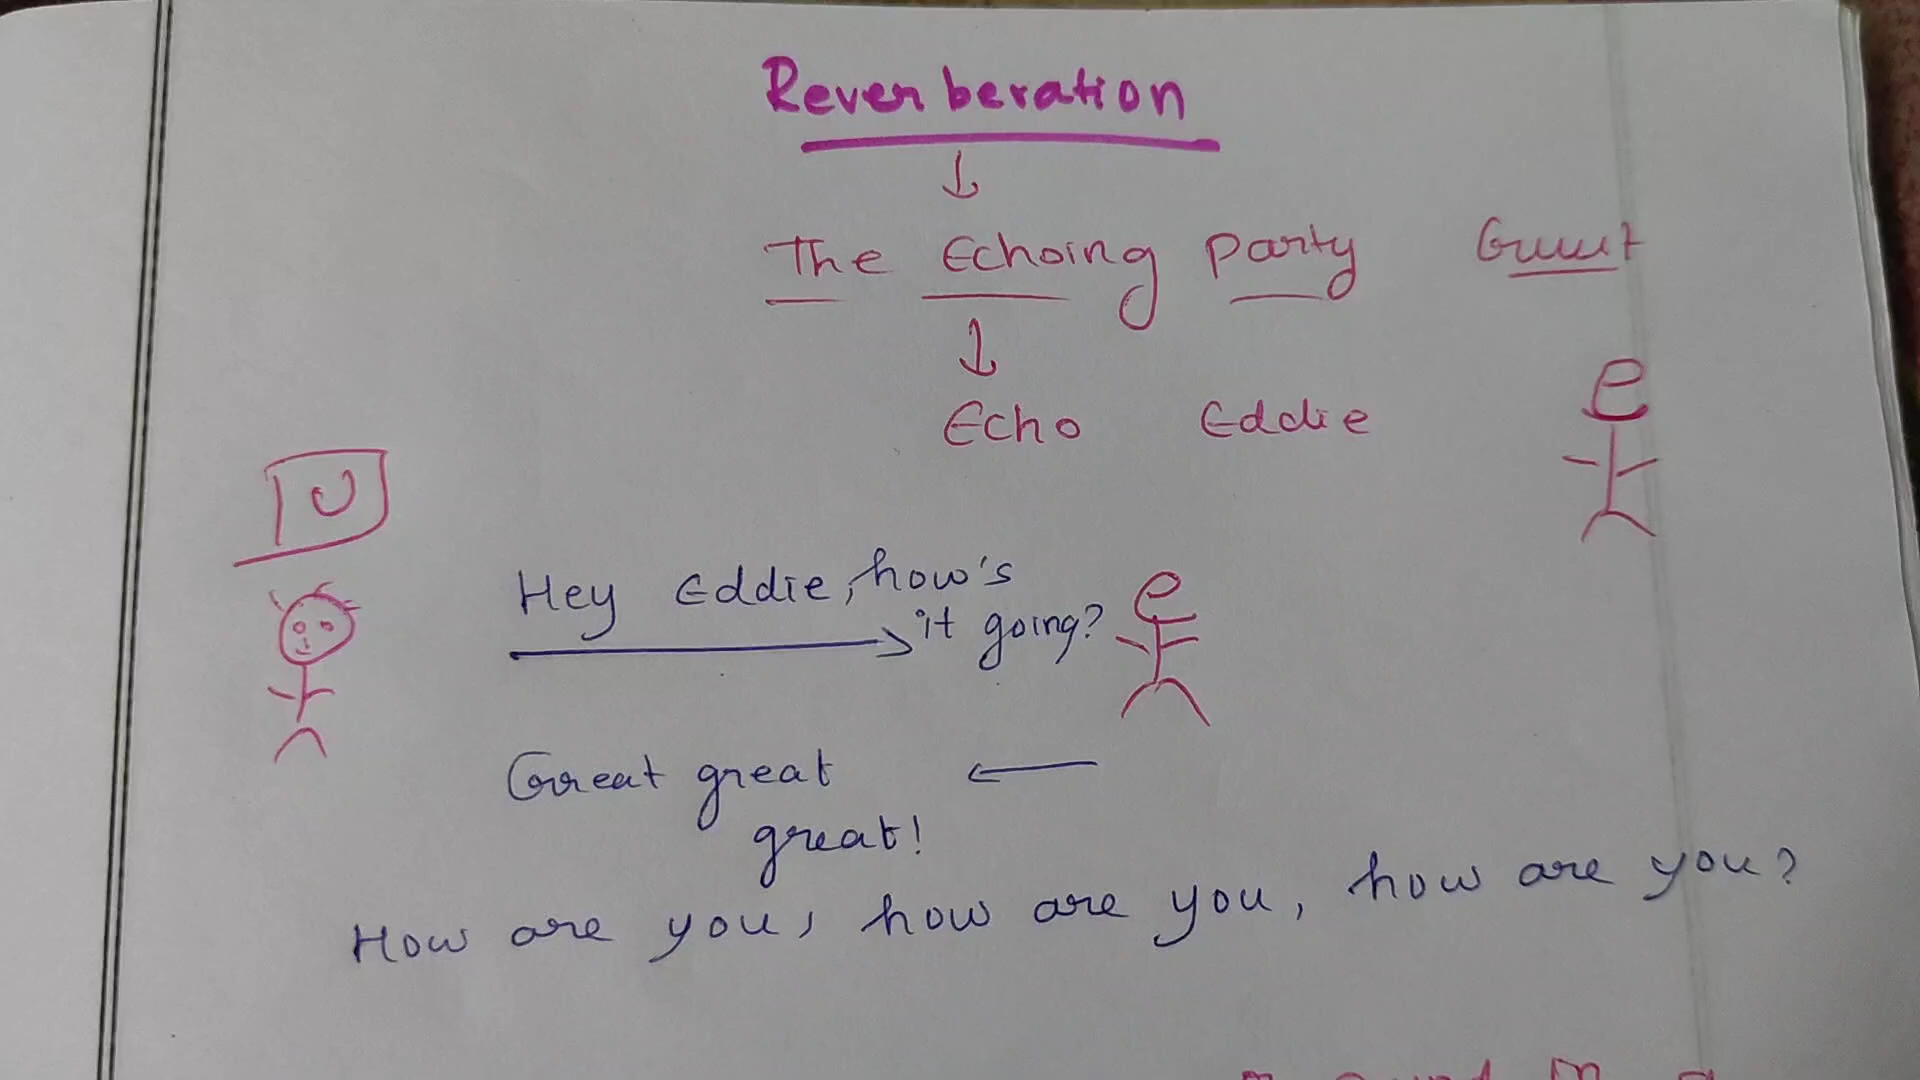 Reverberation
The Echoing Party Guest
Echo Eddie
U
Hey Eddie, how's
it going?
Great great
great!
How are you, how are you, how are you?